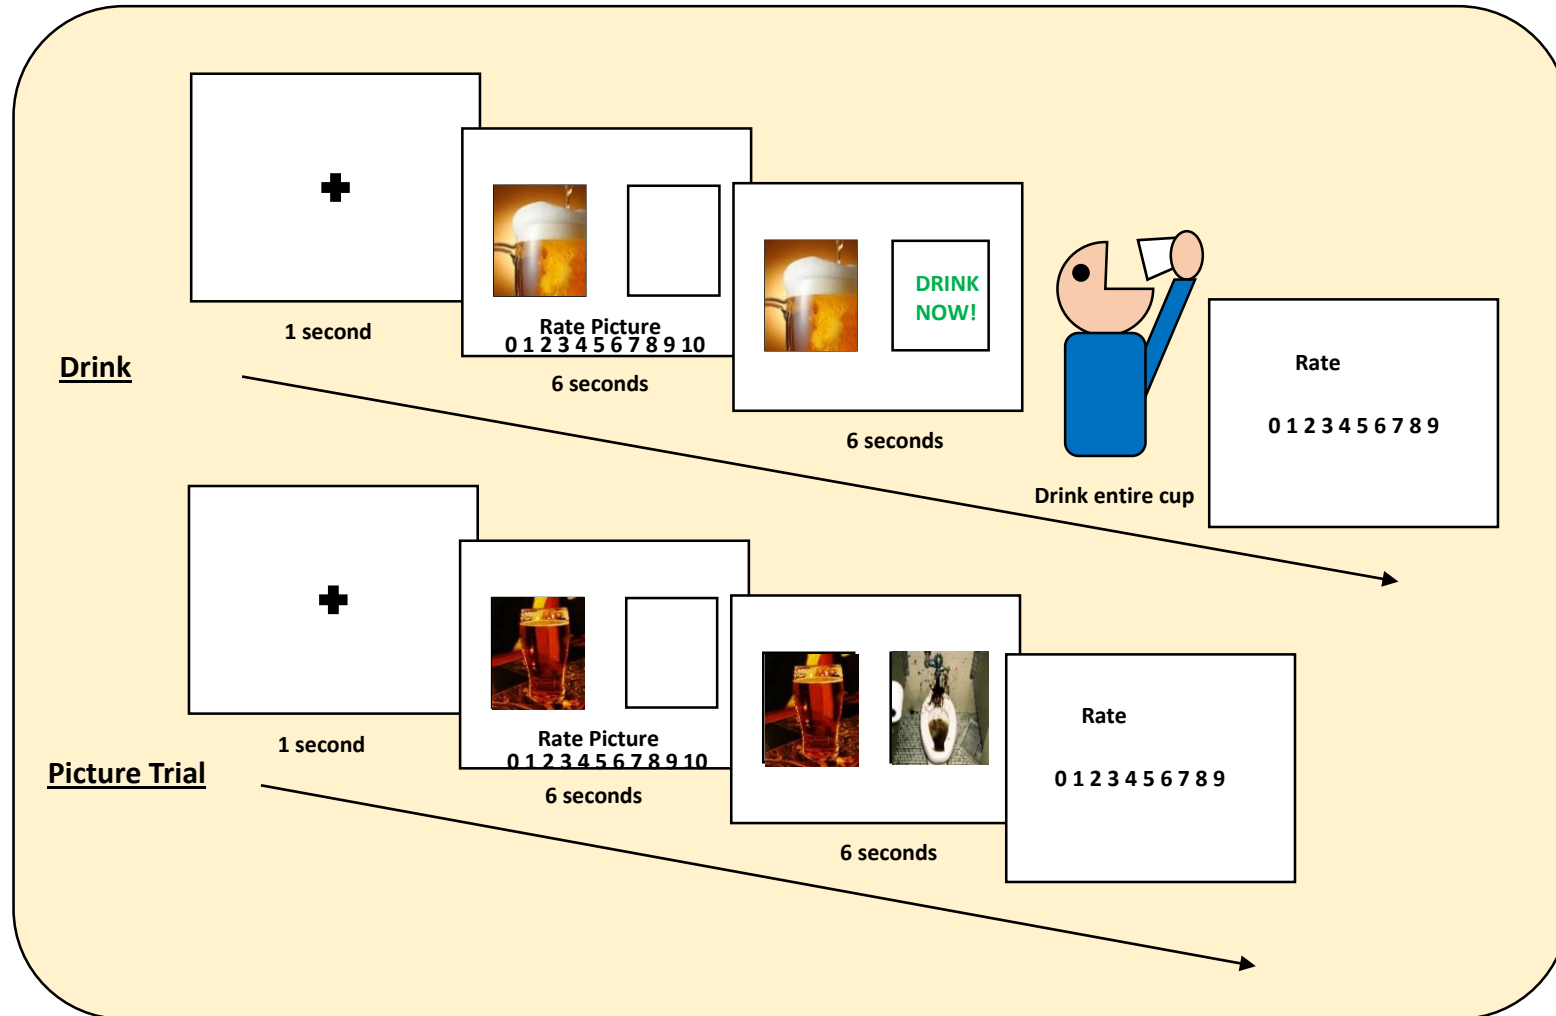 1 second
Rate Picture
0 1 2 3 4 5 6 7 8 9 10
6 seconds
DRINK
NOW!
6 seconds
Drink entire cup
Rate
0 1 2 3 4 5 6 7 8 9
Drink
1 second
Rate Picture
0 1 2 3 4 5 6 7 8 9 10
6 seconds
6 seconds
Rate
0 1 2 3 4 5 6 7 8 9
Picture Trial